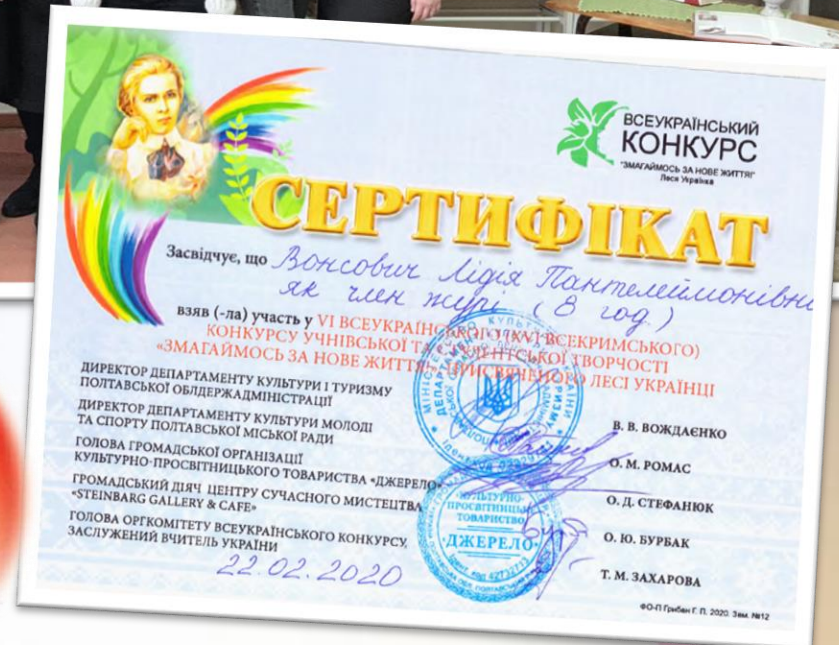 ВСЕУКРАЇНСЬКИЙ
КОНКУРС
"ЗМАГАЙМОСЬ ЗА НОВЕ ЖИТТЯ!"
Леся Українка
СЕРТИФІКАТ
Засвідчує, що Вонсович Лідія Пантелеймонівна
як член журі (8 год.)
взяв (-ла) участь у VI ВСЕУКРАЇНСЬКОГО (XVI ВСЕКРИМСЬКОГО)
КОНКУРСУ УЧНІВСЬКОЇ ТА СТУДЕНТСЬКОЇ ТВОРЧОСТІ
«ЗМАГАЙМОСЬ ЗА НОВЕ ЖИТТЯ!», ПРИСВЯЧЕНОГО ЛЕСІ УКРАЇНЦІ
ДИРЕКТОР ДЕПАРТАМЕНТУ КУЛЬТУРИ І ТУРИЗМУ
ПОЛТАВСЬКОЇ ОБЛДЕРЖАДМІНІСТРАЦІЇ
В. В. ВОЖДАЄНКО
ДИРЕКТОР ДЕПАРТАМЕНТУ КУЛЬТУРИ МОЛОДІ
ТА СПОРТУ ПОЛТАВСЬКОЇ МІСЬКОЇ РАДИ
О. М. РОМАС
ГОЛОВА ГРОМАДСЬКОЇ ОРГАНІЗАЦІЇ
КУЛЬТУРНО-ПРОСВІТНИЦЬКОГО ТОВАРИСТВА «ДЖЕРЕЛО»
О. Д. СТЕФАНЮК
ГРОМАДСЬКИЙ ДІЯЧ ЦЕНТРУ СУЧАСНОГО МИСТЕЦТВА
«STEINBARG GALLERY & CAFE»
О. Ю. БУРБАК
ГОЛОВА ОРГКОМІТЕТУ ВСЕУКРАЇНСЬКОГО КОНКУРСУ,
ЗАСЛУЖЕНИЙ ВЧИТЕЛЬ УКРАЇНИ
Т. М. ЗАХАРОВА
КУЛЬТУРНО-
ПРОСВІТНИЦЬКЕ
ТОВАРИСТВО
«ДЖЕРЕЛО»
22.02.2020
ФО-П Грибан Г. П. 2020. Зам. №12